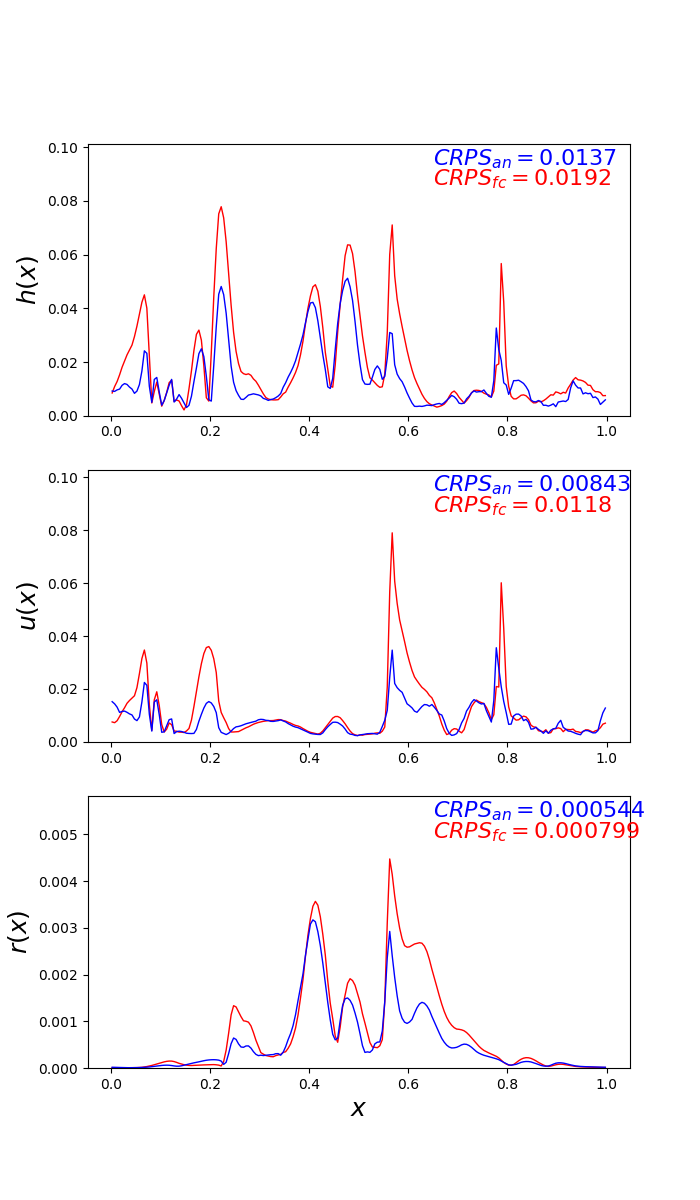 CRPS_an = 0.0137
CRPS_fc = 0.0192
0.10
0.08
0.06
0.04
0.02
0.00
h(x)
0.0 0.2 0.4 0.6 0.8 1.0
CRPS_an = 0.00843
CRPS_fc = 0.0118
0.10
0.08
0.06
0.04
0.02
0.00
u(x)
0.0 0.2 0.4 0.6 0.8 1.0
CRPS_an = 0.000544
CRPS_fc = 0.000799
0.005
0.004
0.003
0.002
0.001
0.000
r(x)
0.0 0.2 0.4 0.6 0.8 1.0
x